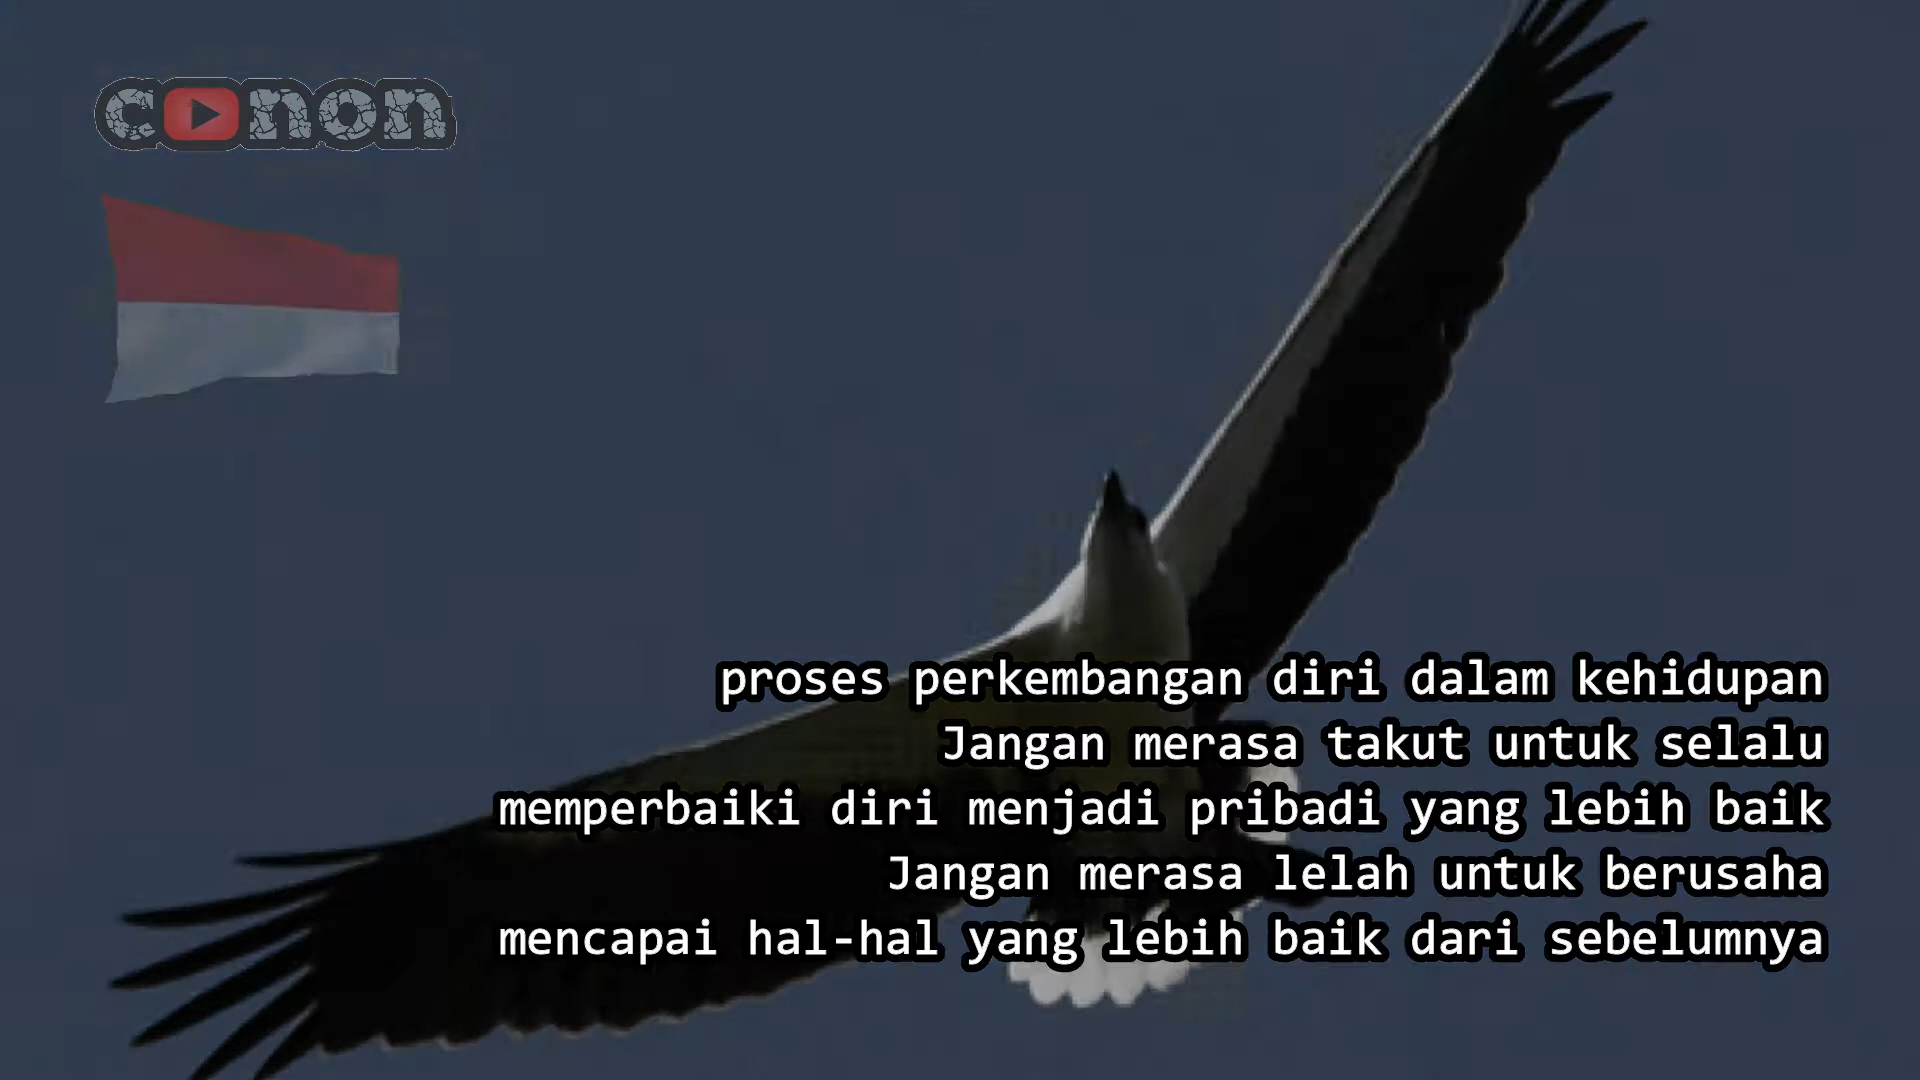 conon
proses perkembangan diri dalam kehidupan
Jangan merasa takut untuk selalu
memperbaiki diri menjadi pribadi yang lebih baik
Jangan merasa lelah untuk berusaha
mencapai hal-hal yang lebih baik dari sebelumnya